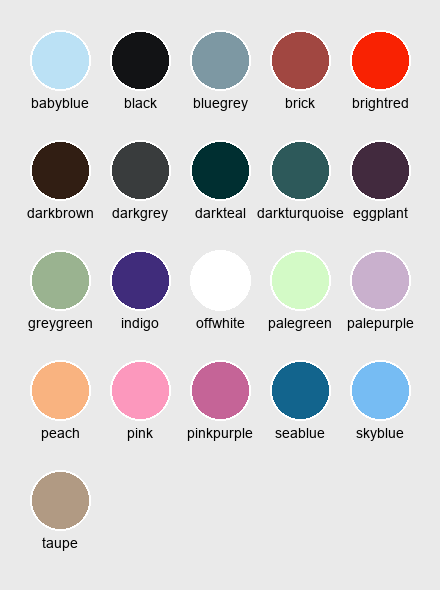 babyblue black bluegrey brick brightred
darkbrown darkgrey darkteal darkturquoise eggplant
greygreen indigo offwhite palegreen palepurple
peach pink pinkpurple seablue skyblue
taupe